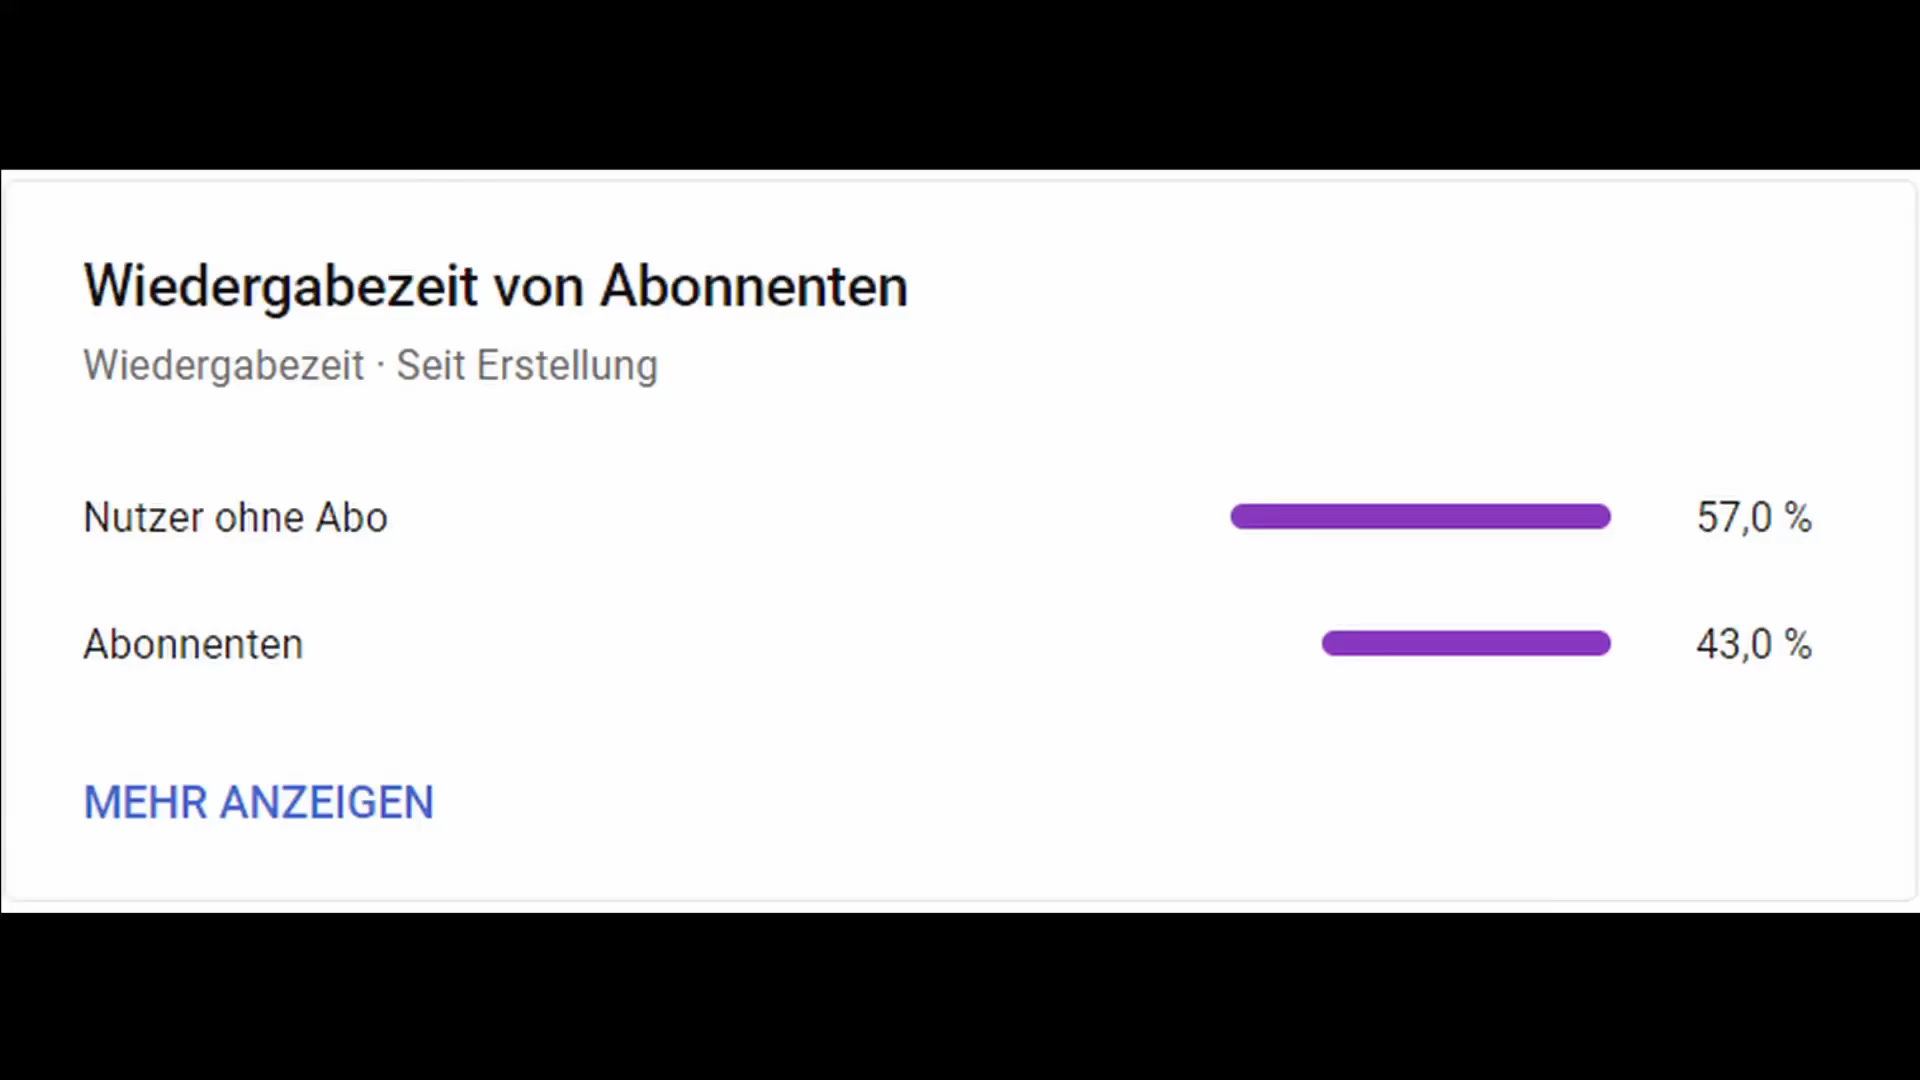 Wiedergabezeit von Abonnenten
Wiedergabezeit · Seit Erstellung
Nutzer ohne Abo 57,0 %
Abonnenten 43,0 %
MEHR ANZEIGEN